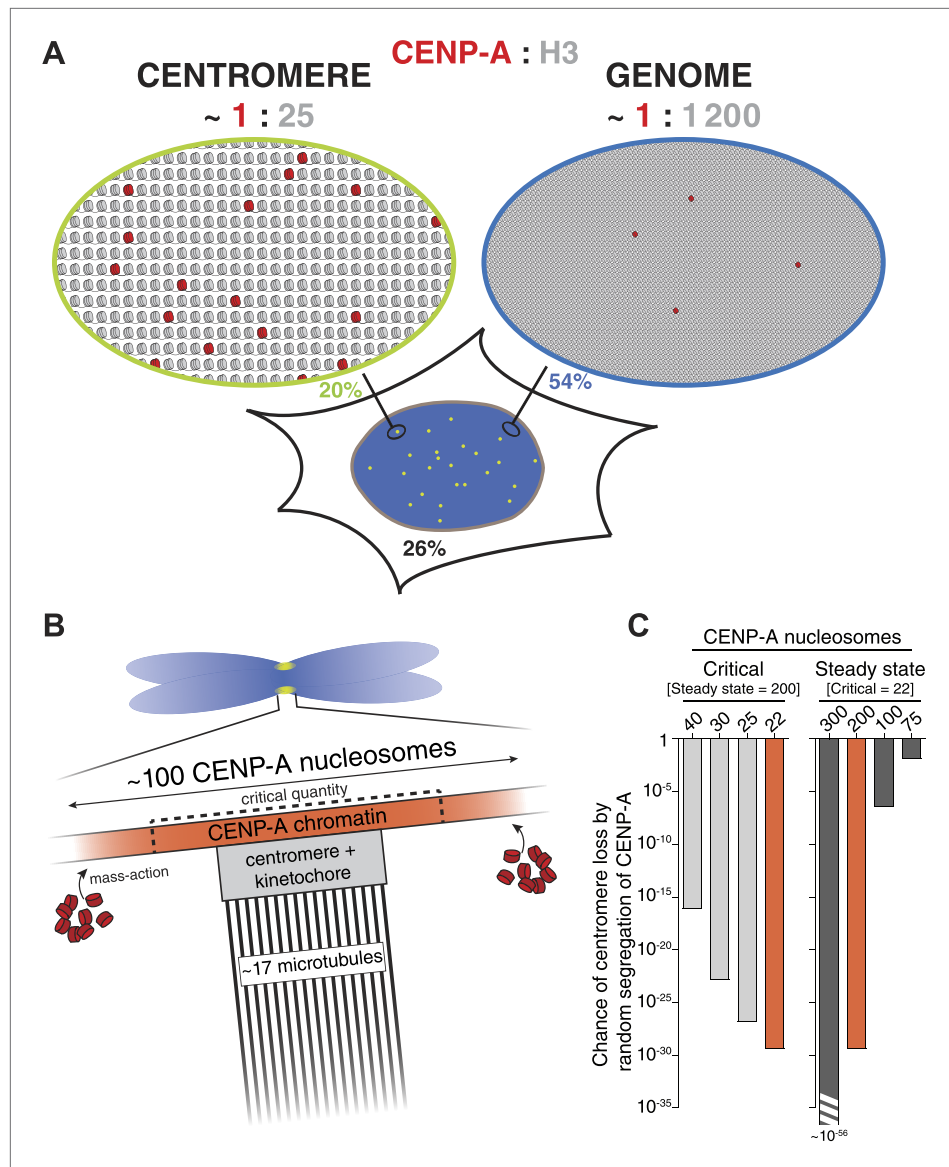 A
CENP-A : H3
CENTROMERE
~ 1 : 25
GENOME
~ 1 : 1 200
20%
54%
26%
B
~100 CENP-A nucleosomes
critical quantity
CENP-A chromatin
centromere +
kinetochore
mass-action
~17 microtubules
C
CENP-A nucleosomes
Critical
[Steady state = 200]
Steady state
[Critical = 22]
40 30 25 22
300 200 100 75
Chance of centromere loss by
random segregation of CENP-A
1
10-5
10-10
10-15
10-20
10-25
10-30
10-35
~10-56